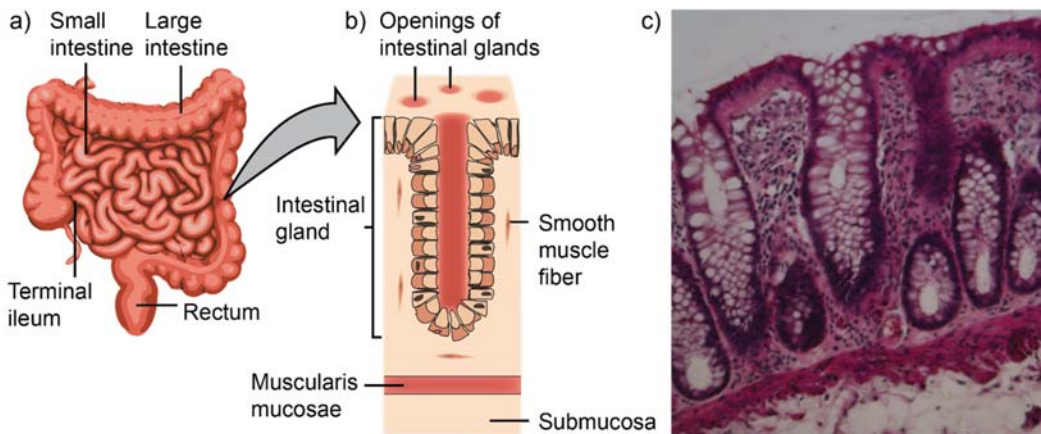 a)
Small
intestine
Large
intestine
Terminal
ileum
Rectum
b)
Openings of
intestinal glands
Intestinal
gland
Smooth
muscle
fiber
Muscularis
mucosae
Submucosa
c)